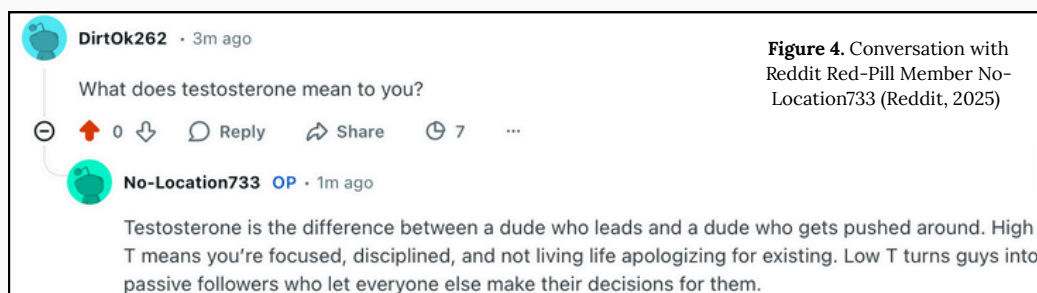 DirtOk262 · 3m ago
Figure 4. Conversation with
Reddit Red-Pill Member No-
Location733 (Reddit, 2025)
What does testosterone mean to you?
0 Reply Share 7 ...
No-Location733 OP · 1m ago
Testosterone is the difference between a dude who leads and a dude who gets pushed around. High
T means you're focused, disciplined, and not living life apologizing for existing. Low T turns guys into
passive followers who let everyone else make their decisions for them.